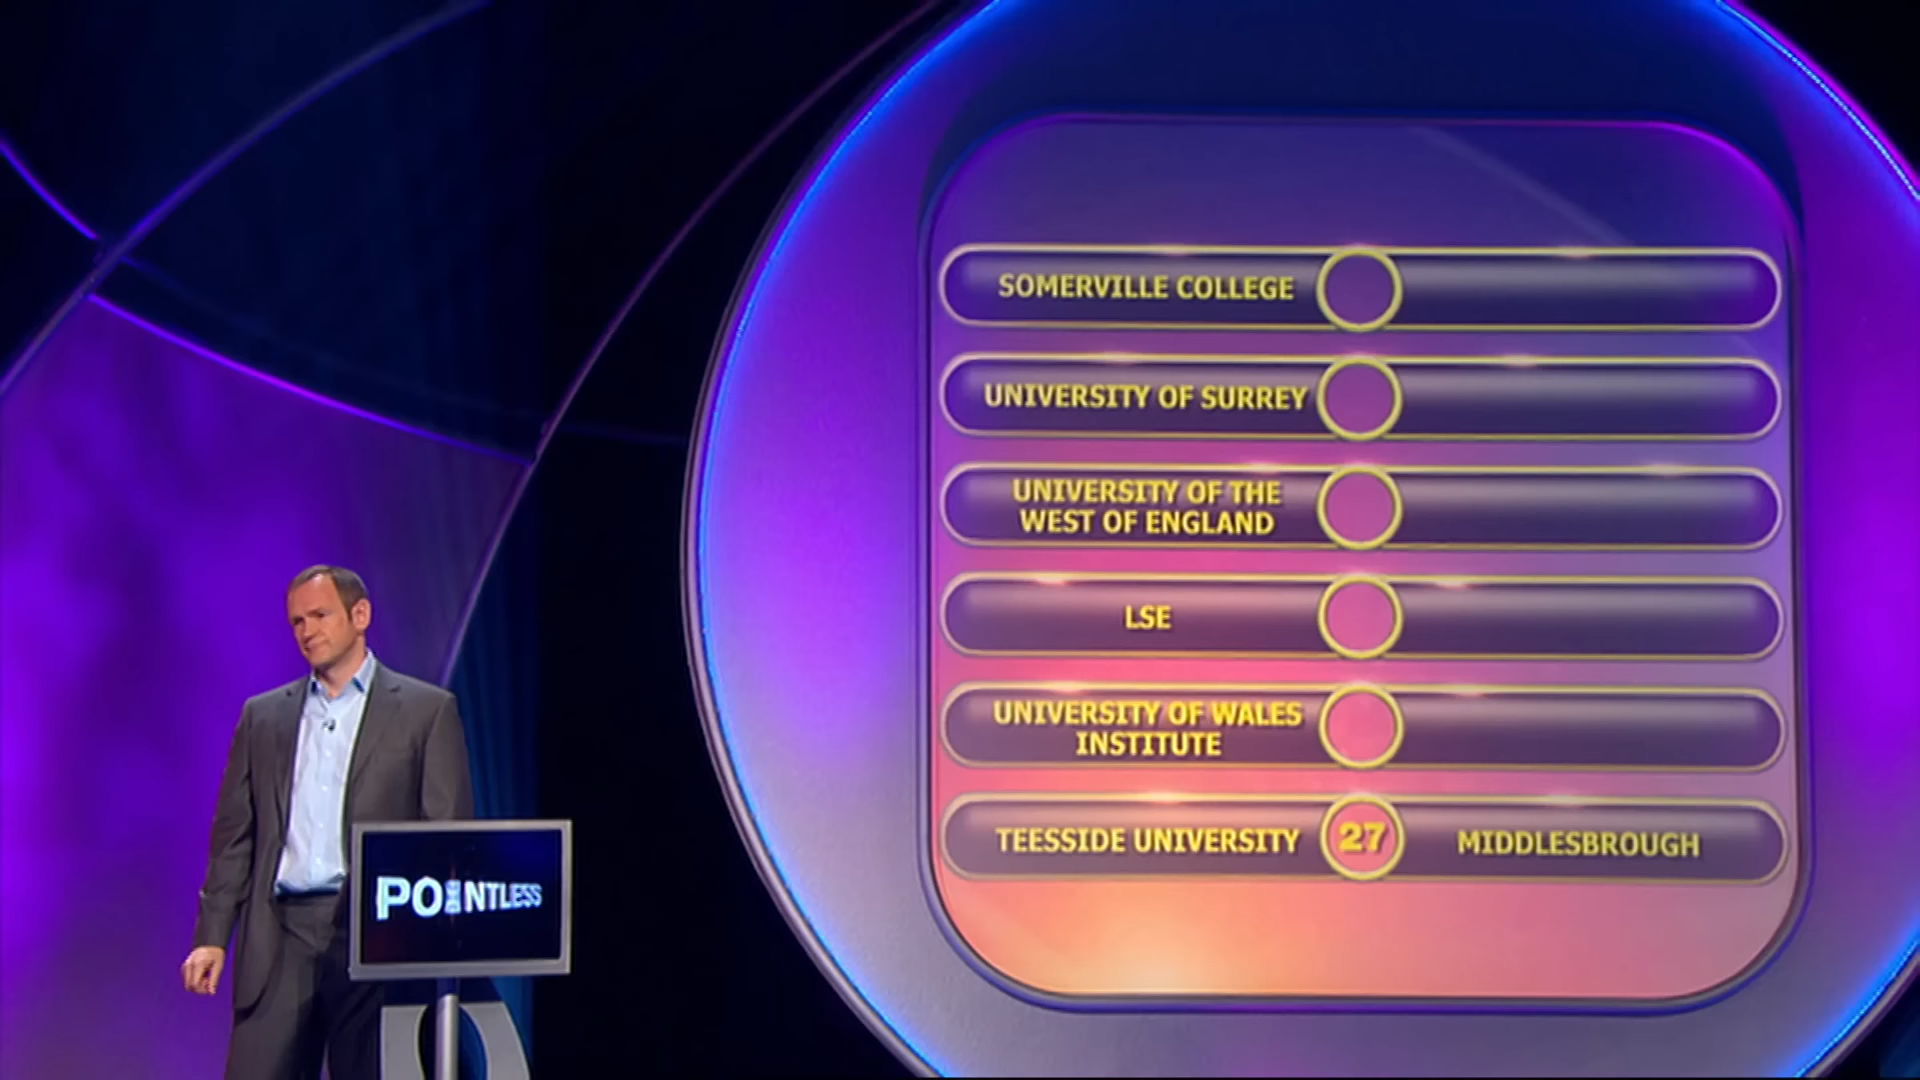 SOMERVILLE COLLEGE
UNIVERSITY OF SURREY
UNIVERSITY OF THE
WEST OF ENGLAND
LSE
UNIVERSITY OF WALES
INSTITUTE
TEESSIDE UNIVERSITY 27 MIDDLESBROUGH
POINTLESS